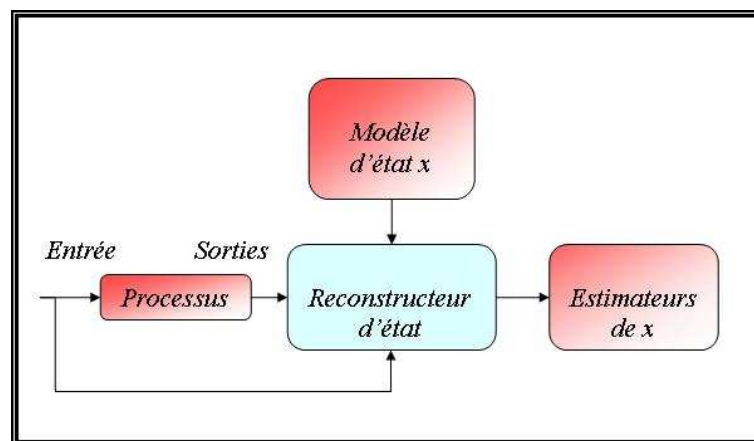 Modèle
d'état x
Entrée
Sorties
Processus
Reconstructeur
d'état
Estimateurs
de x